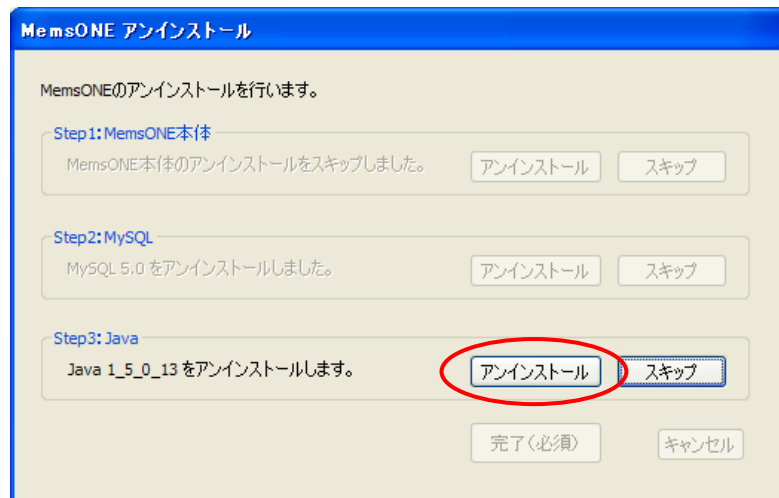 MemsONE アンインストール
MemsONEのアンインストールを行います。
Step1:MemsONE本体
MemsONE本体のアンインストールをスキップしました。 アンインストール スキップ
Step2:MySQL
MySQL 5.0 をアンインストールしました。 アンインストール スキップ
Step3:Java
Java 1_5_0_13 をアンインストールします。 アンインストール スキップ
完了(必須) キャンセル